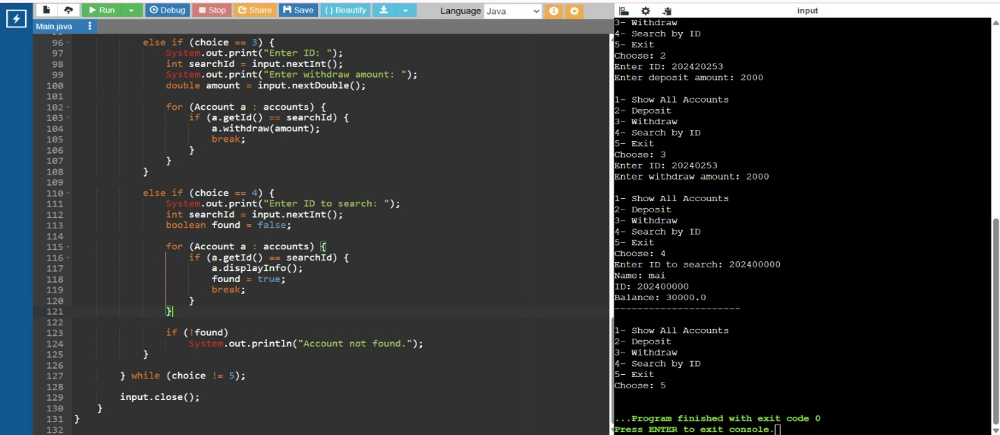 Run
Debug
Stop
Share
Save
{ } Beautify
Language Java
input
Main.java
96 else if (choice == 3) {
97 System.out.print("Enter ID: ");
98 int searchId = input.nextInt();
99 System.out.print("Enter withdraw amount: ");
100 double amount = input.nextDouble();
101
102 for (Account a : accounts) {
103 if (a.getId() == searchId) {
104 a.withdraw(amount);
105 break;
106 }
107 }
108 }
109
110 else if (choice == 4) {
111 System.out.print("Enter ID to search: ");
112 int searchId = input.nextInt();
113 boolean found = false;
114
115 for (Account a : accounts) {
116 if (a.getId() == searchId) {
117 a.displayInfo();
118 found = true;
119 break;
120 }
121 }
122
123 if (!found)
124 System.out.println("Account not found.");
125 }
126
127 } while (choice != 5);
128
129 input.close();
130 }
131 }
132
3- Withdraw
4- Search by ID
5- Exit
Choose: 2
Enter ID: 202420253
Enter deposit amount: 2000
1- Show All Accounts
2- Deposit
3- Withdraw
4- Search by ID
5- Exit
Choose: 3
Enter ID: 20240253
Enter withdraw amount: 2000
1- Show All Accounts
2- Deposit
3- Withdraw
4- Search by ID
5- Exit
Choose: 4
Enter ID to search: 202400000
Name: mai
ID: 202400000
Balance: 30000.0
----------------------
1- Show All Accounts
2- Deposit
3- Withdraw
4- Search by ID
5- Exit
Choose: 5
...Program finished with exit code 0
Press ENTER to exit console.